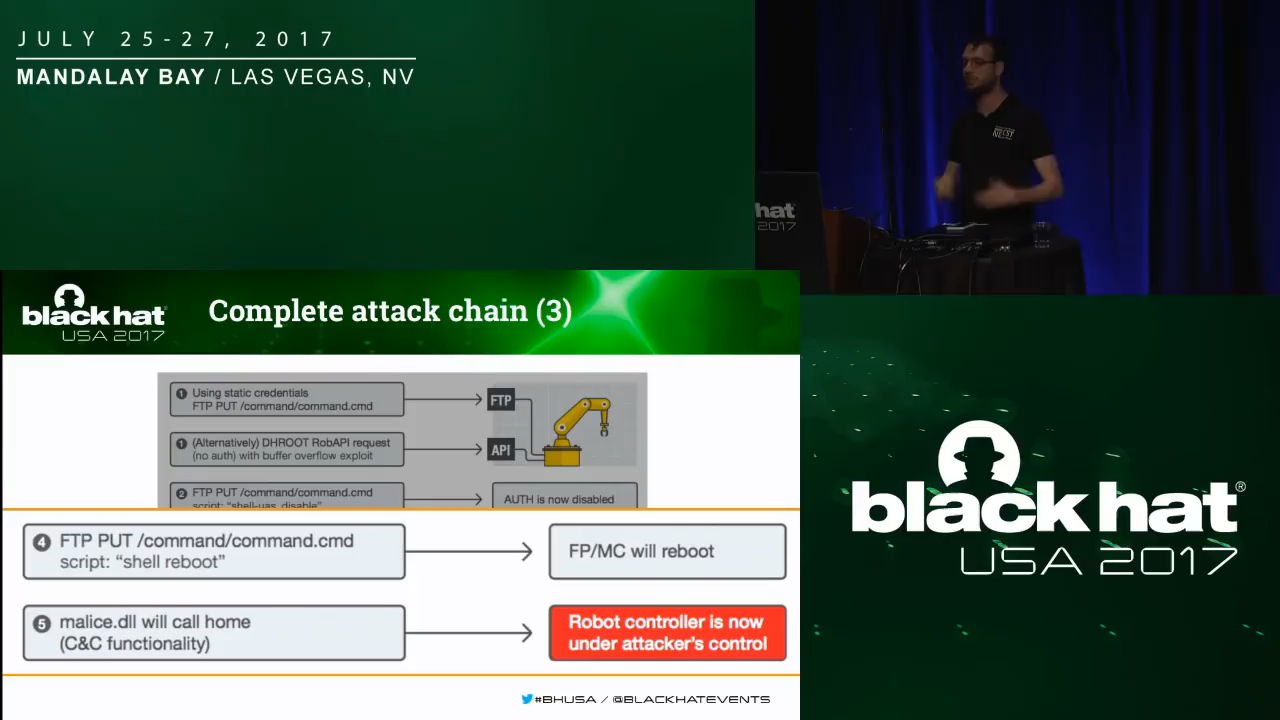 JULY 25-27, 2017
MANDALAY BAY / LAS VEGAS, NV
NECST
hat
2017
black hat
USA 2017
Complete attack chain (3)
1 Using static credentials
FTP PUT /command/command.cmd
FTP
1 (Alternatively) DHROOT RobAPI request
(no auth) with buffer overflow exploit
API
2 FTP PUT /command/command.cmd
script: "shell-uas_disable"
AUTH is now disabled
4 FTP PUT /command/command.cmd
script: "shell reboot"
FP/MC will reboot
5 malice.dll will call home
(C&C functionality)
Robot controller is now
under attacker's control
#BHUSA / @BLACKHATEVENTS
black hat®
USA 2017